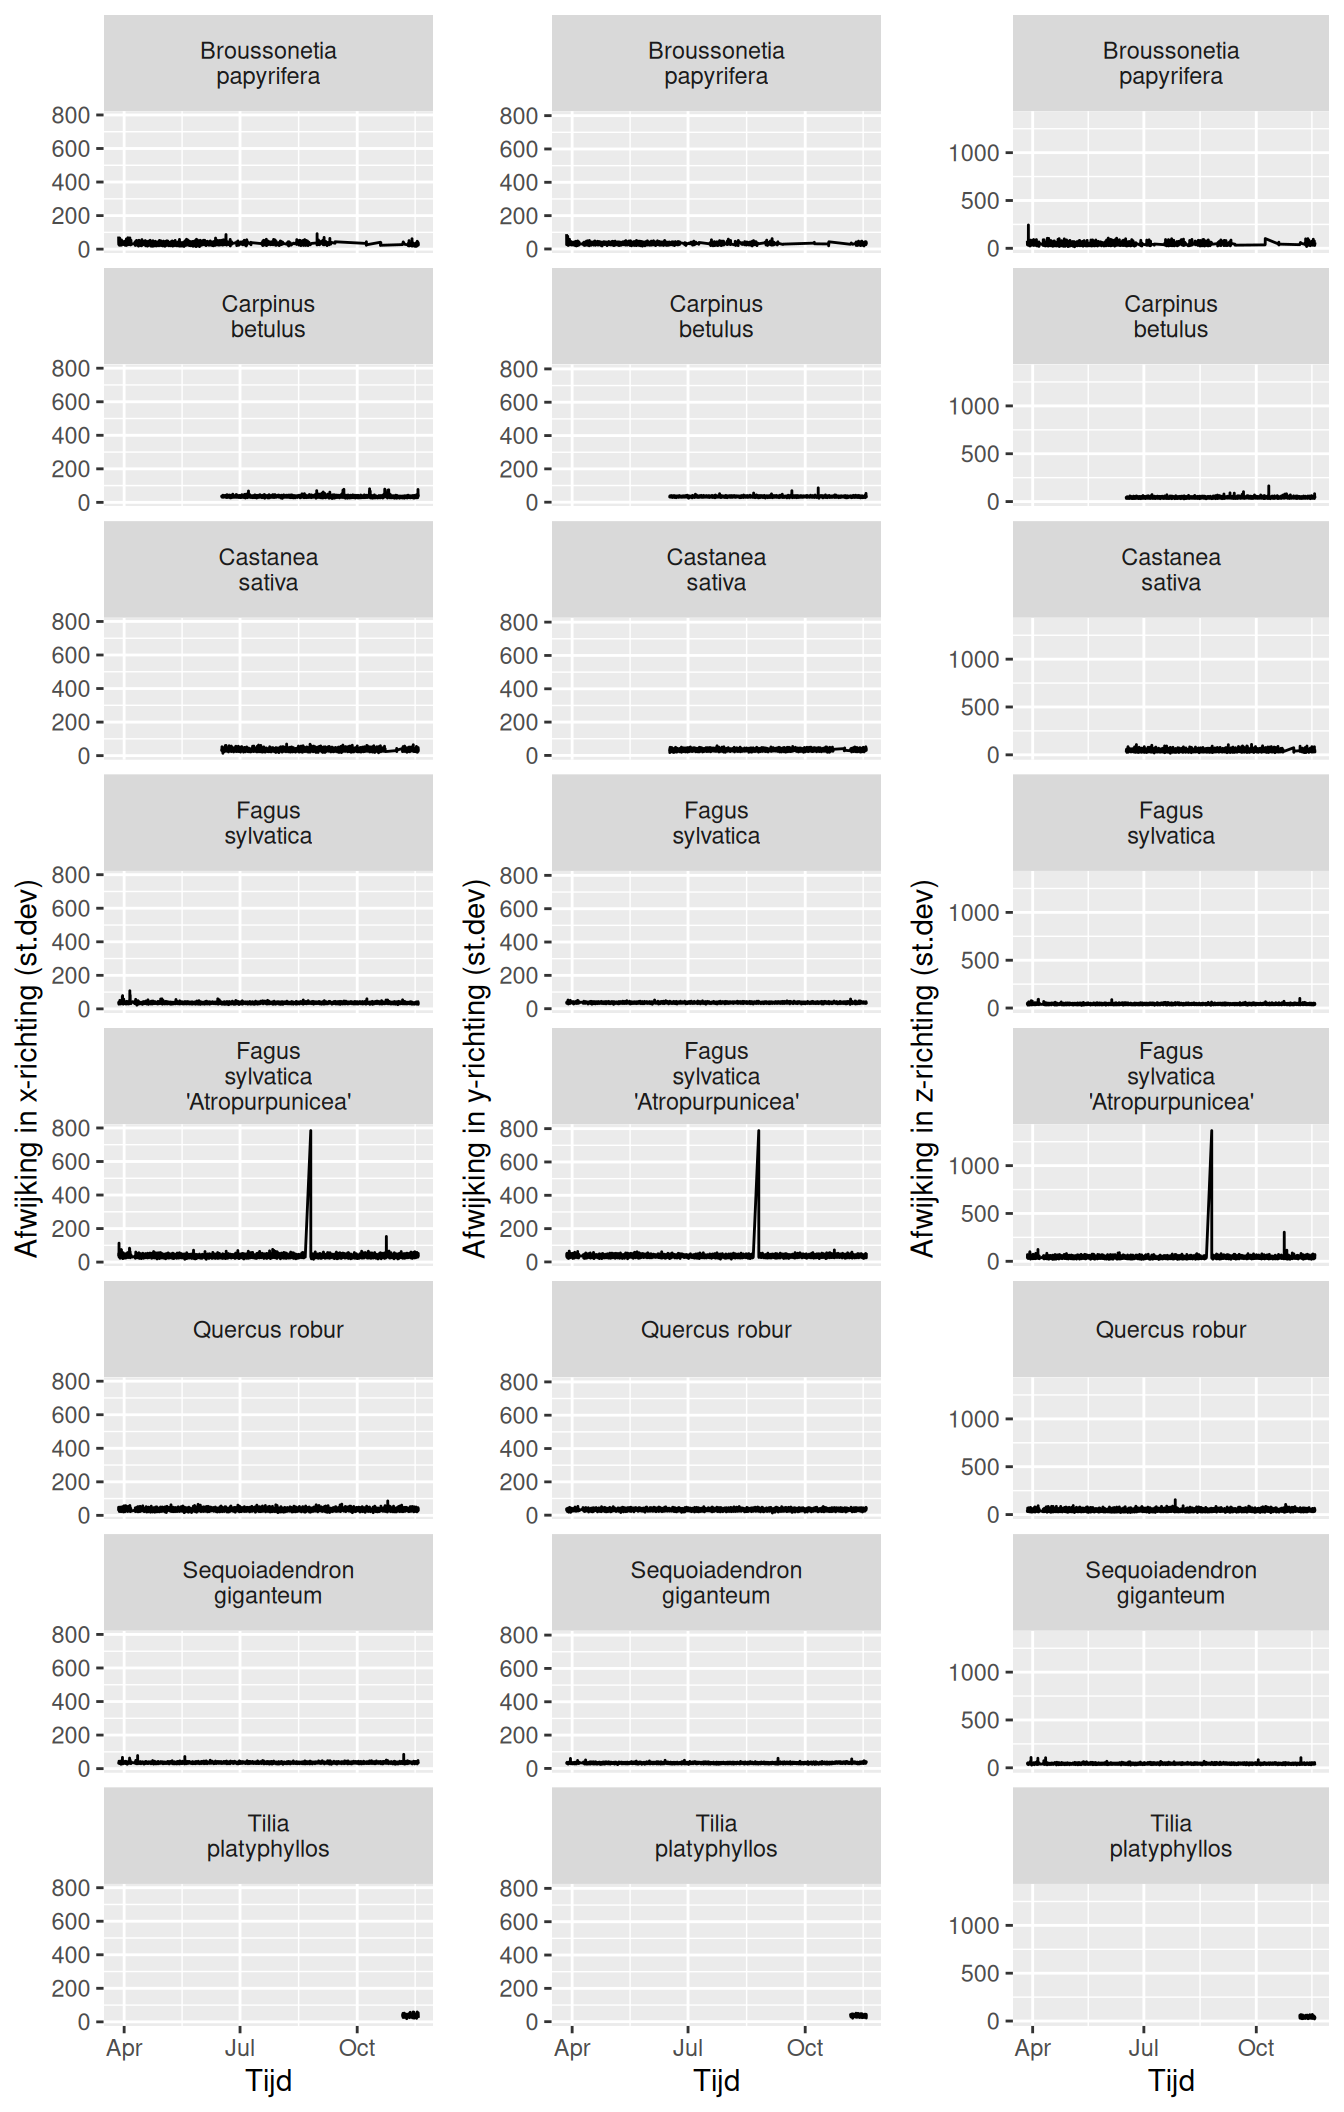 Afwijking in x-richting (st.dev)
Broussonetia
papyrifera
800
600
400
200
0
Carpinus
betulus
800
600
400
200
0
Castanea
sativa
800
600
400
200
0
Fagus
sylvatica
800
600
400
200
0
Fagus
sylvatica
'Atropurpunicea'
800
600
400
200
0
Quercus robur
800
600
400
200
0
Sequoiadendron
giganteum
800
600
400
200
0
Tilia
platyphyllos
800
600
400
200
0
Apr Jul Oct
Tijd
Afwijking in y-richting (st.dev)
Broussonetia
papyrifera
800
600
400
200
0
Carpinus
betulus
800
600
400
200
0
Castanea
sativa
800
600
400
200
0
Fagus
sylvatica
800
600
400
200
0
Fagus
sylvatica
'Atropurpunicea'
800
600
400
200
0
Quercus robur
800
600
400
200
0
Sequoiadendron
giganteum
800
600
400
200
0
Tilia
platyphyllos
800
600
400
200
0
Apr Jul Oct
Tijd
Afwijking in z-richting (st.dev)
Broussonetia
papyrifera
1000
500
0
Carpinus
betulus
1000
500
0
Castanea
sativa
1000
500
0
Fagus
sylvatica
1000
500
0
Fagus
sylvatica
'Atropurpunicea'
1000
500
0
Quercus robur
1000
500
0
Sequoiadendron
giganteum
1000
500
0
Tilia
platyphyllos
1000
500
0
Apr Jul Oct
Tijd